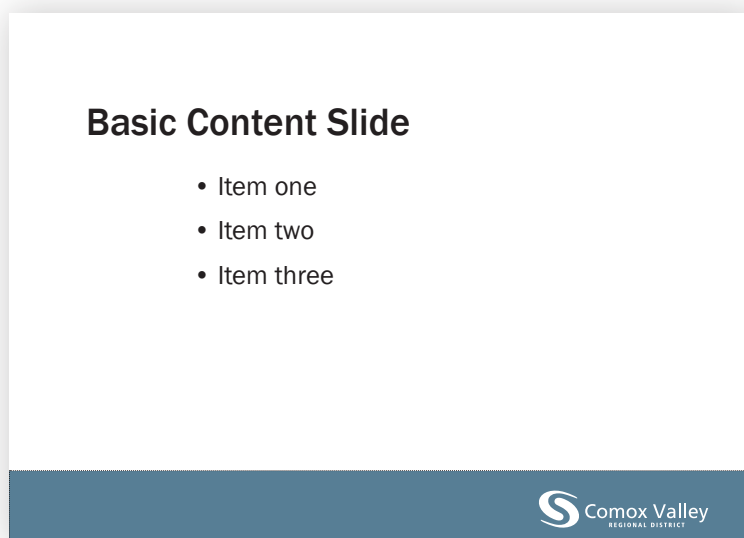 Basic Content Slide
• Item one
• Item two
• Item three
Comox Valley
REGIONAL DISTRICT